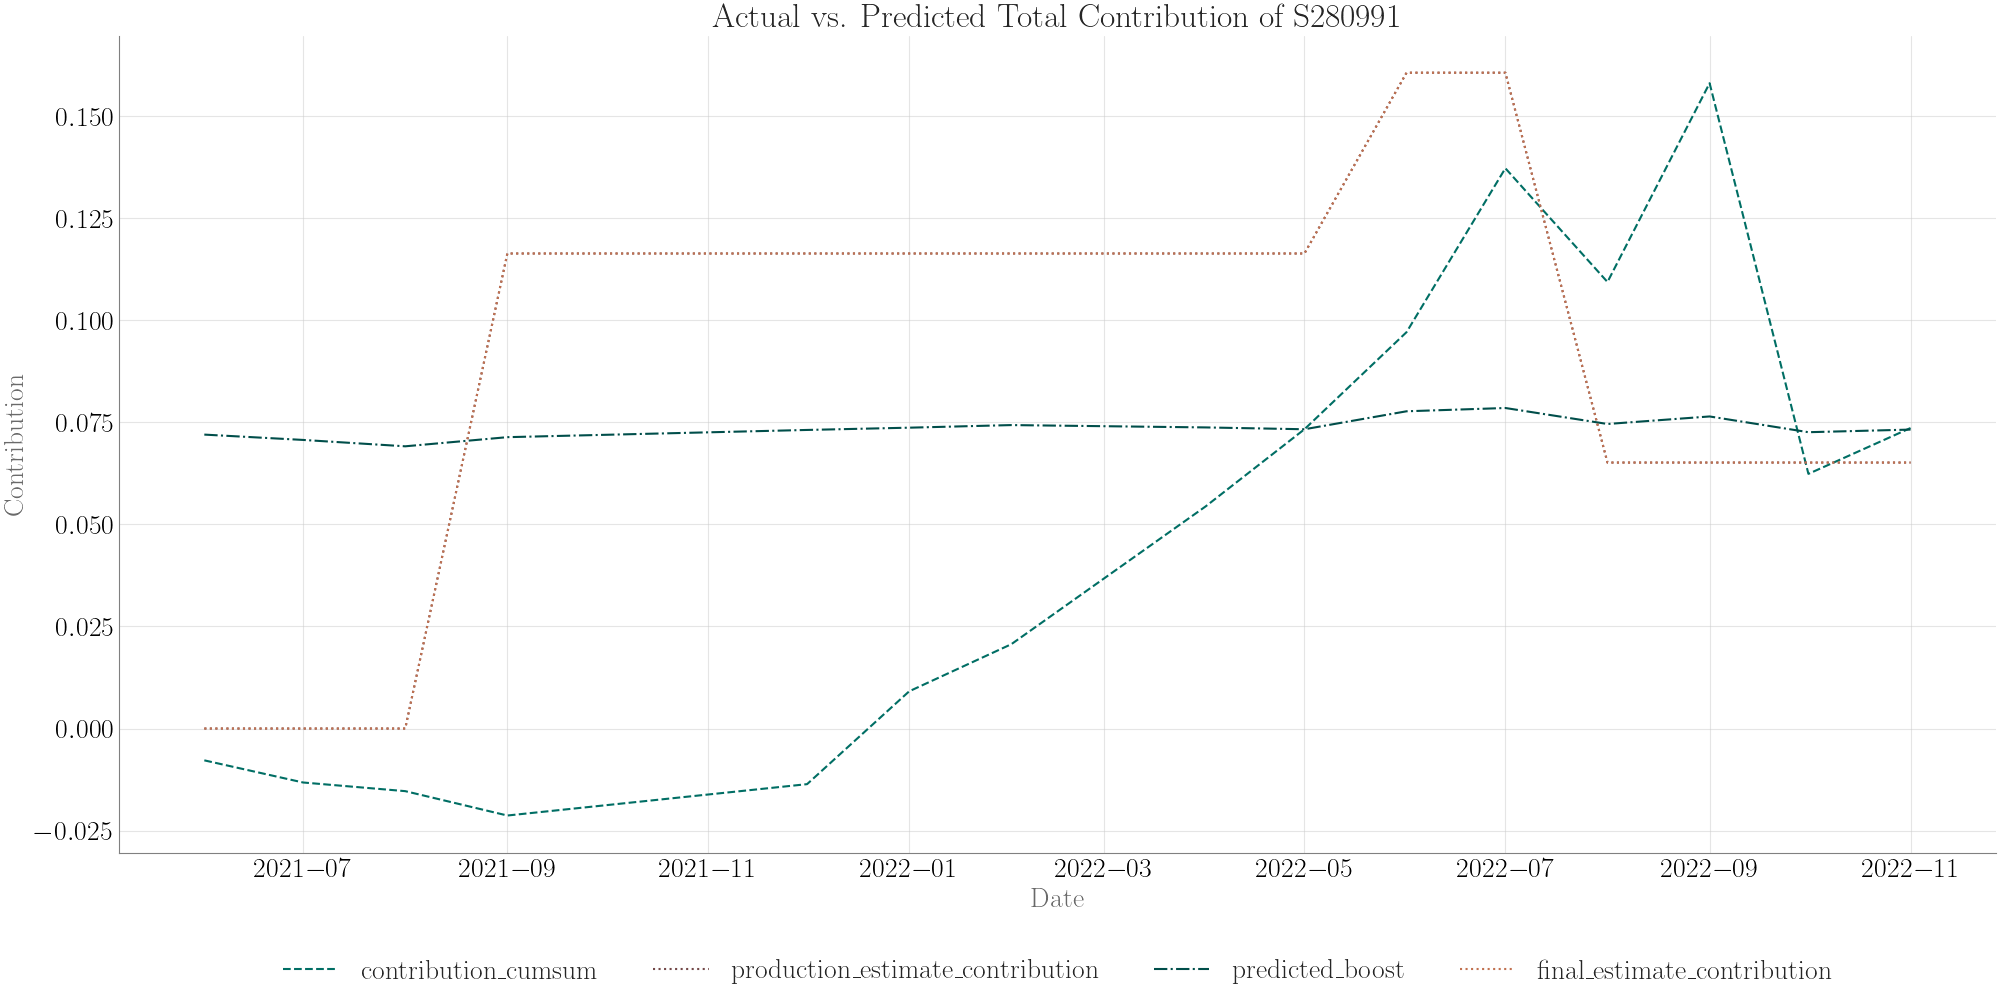 Actual vs. Predicted Total Contribution of S280991
Contribution
0.150
0.125
0.100
0.075
0.050
0.025
0.000
−0.025
2021−07 2021−09 2021−11 2022−01 2022−03 2022−05 2022−07 2022−09 2022−11
Date
contribution_cumsum production_estimate_contribution predicted_boost final_estimate_contribution